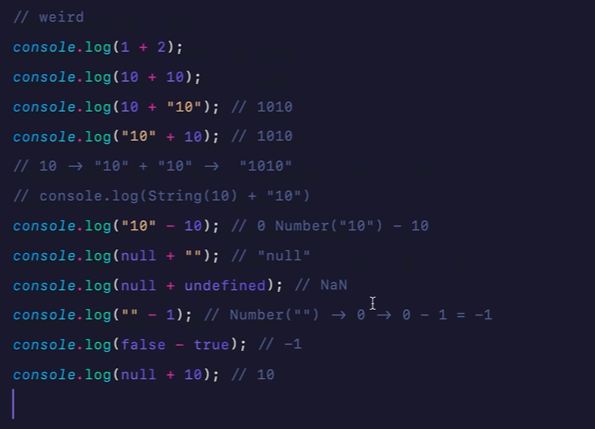 // weird
console.log(1 + 2);
console.log(10 + 10);
console.log(10 + "10"); // 1010
console.log("10" + 10); // 1010
// 10 → "10" + "10" → "1010"
// console.log(String(10) + "10")
console.log("10" - 10); // 0 Number("10") - 10
console.log(null + ""); // "null"
console.log(null + undefined); // NaN
console.log("" - 1); // Number("") → 0 → 0 - 1 = -1
console.log(false - true); // -1
console.log(null + 10); // 10